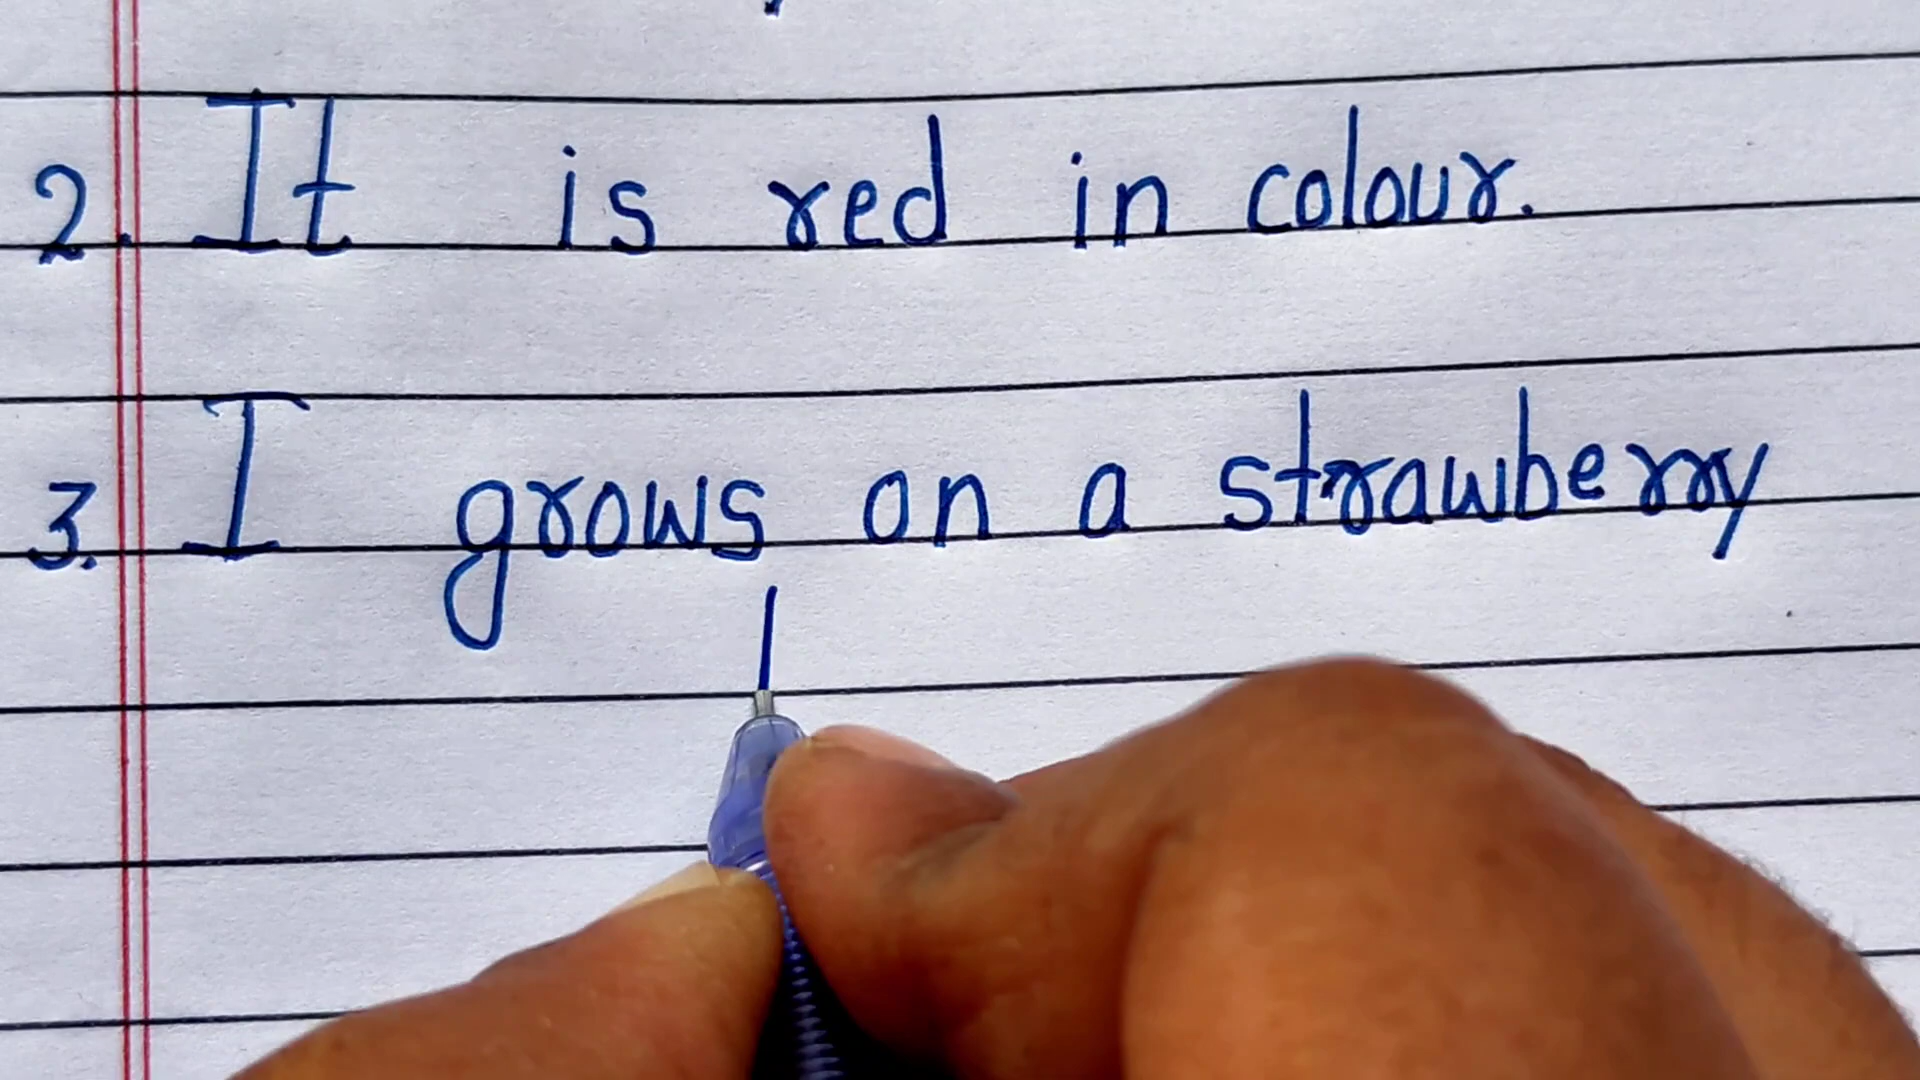 2. It is red in colour.
3. I grows on a strawberry